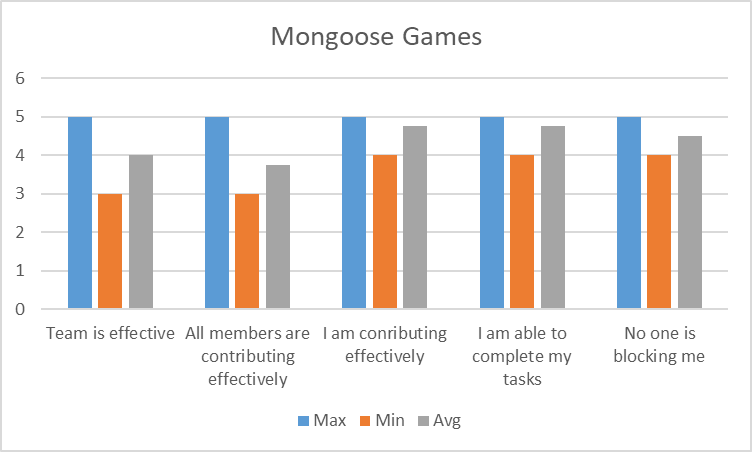 Mongoose Games
6
5
4
3
2
1
0
Team is effective
All members are
contributing
effectively
I am conributing
effectively
I am able to
complete my
tasks
No one is
blocking me
Max Min Avg